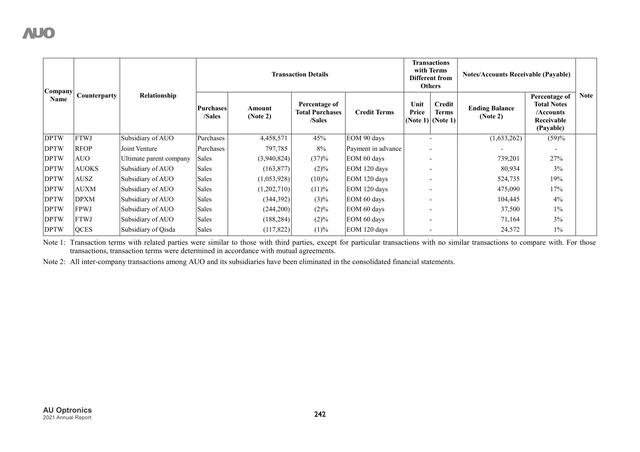 AUO
Company Name Counterparty Relationship Transaction Details Transactions with Terms Different from Others Notes/Accounts Receivable (Payable) Note
Purchases /Sales Amount (Note 2) Percentage of Total Purchases /Sales Credit Terms Unit Price (Note 1) Credit Terms (Note 1) Ending Balance (Note 2) Percentage of Total Notes /Accounts Receivable (Payable)
DPTW FTWJ Subsidiary of AUO Purchases 4,458,571 45% EOM 90 days - (1,633,262) (59)%
DPTW RFOP Joint Venture Purchases 797,785 8% Payment in advance - - -
DPTW AUO Ultimate parent company Sales (3,940,824) (37)% EOM 60 days - 739,201 27%
DPTW AUOKS Subsidiary of AUO Sales (163,877) (2)% EOM 120 days - 80,934 3%
DPTW AUSZ Subsidiary of AUO Sales (1,053,928) (10)% EOM 120 days - 524,735 19%
DPTW AUXM Subsidiary of AUO Sales (1,202,710) (11)% EOM 120 days - 475,090 17%
DPTW DPXM Subsidiary of AUO Sales (344,392) (3)% EOM 60 days - 104,445 4%
DPTW FPWJ Subsidiary of AUO Sales (244,200) (2)% EOM 60 days - 37,500 1%
DPTW FTWJ Subsidiary of AUO Sales (188,284) (2)% EOM 60 days - 71,164 3%
DPTW QCES Subsidiary of Qisda Sales (117,822) (1)% EOM 120 days - 24,572 1%
Note 1: Transaction terms with related parties were similar to those with third parties, except for particular transactions with no similar transactions to compare with. For those
transactions, transaction terms were determined in accordance with mutual agreements.
Note 2: All inter-company transactions among AUO and its subsidiaries have been eliminated in the consolidated financial statements.
AU Optronics
2021 Annual Report
242